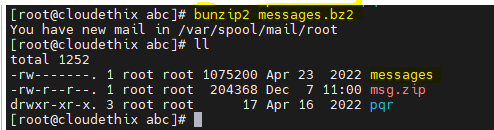 [root@cloudethix abc]# bunzip2 messages.bz2
You have new mail in /var/spool/mail/root
[root@cloudethix abc]# ll
total 1252
-rw-------. 1 root root 1075200 Apr 23  2022 messages
-rw-r--r--. 1 root root  204368 Dec  7 11:00 msg.zip
drwxr-xr-x. 3 root root      17 Apr 16  2022 pqr
[root@cloudethix abc]#